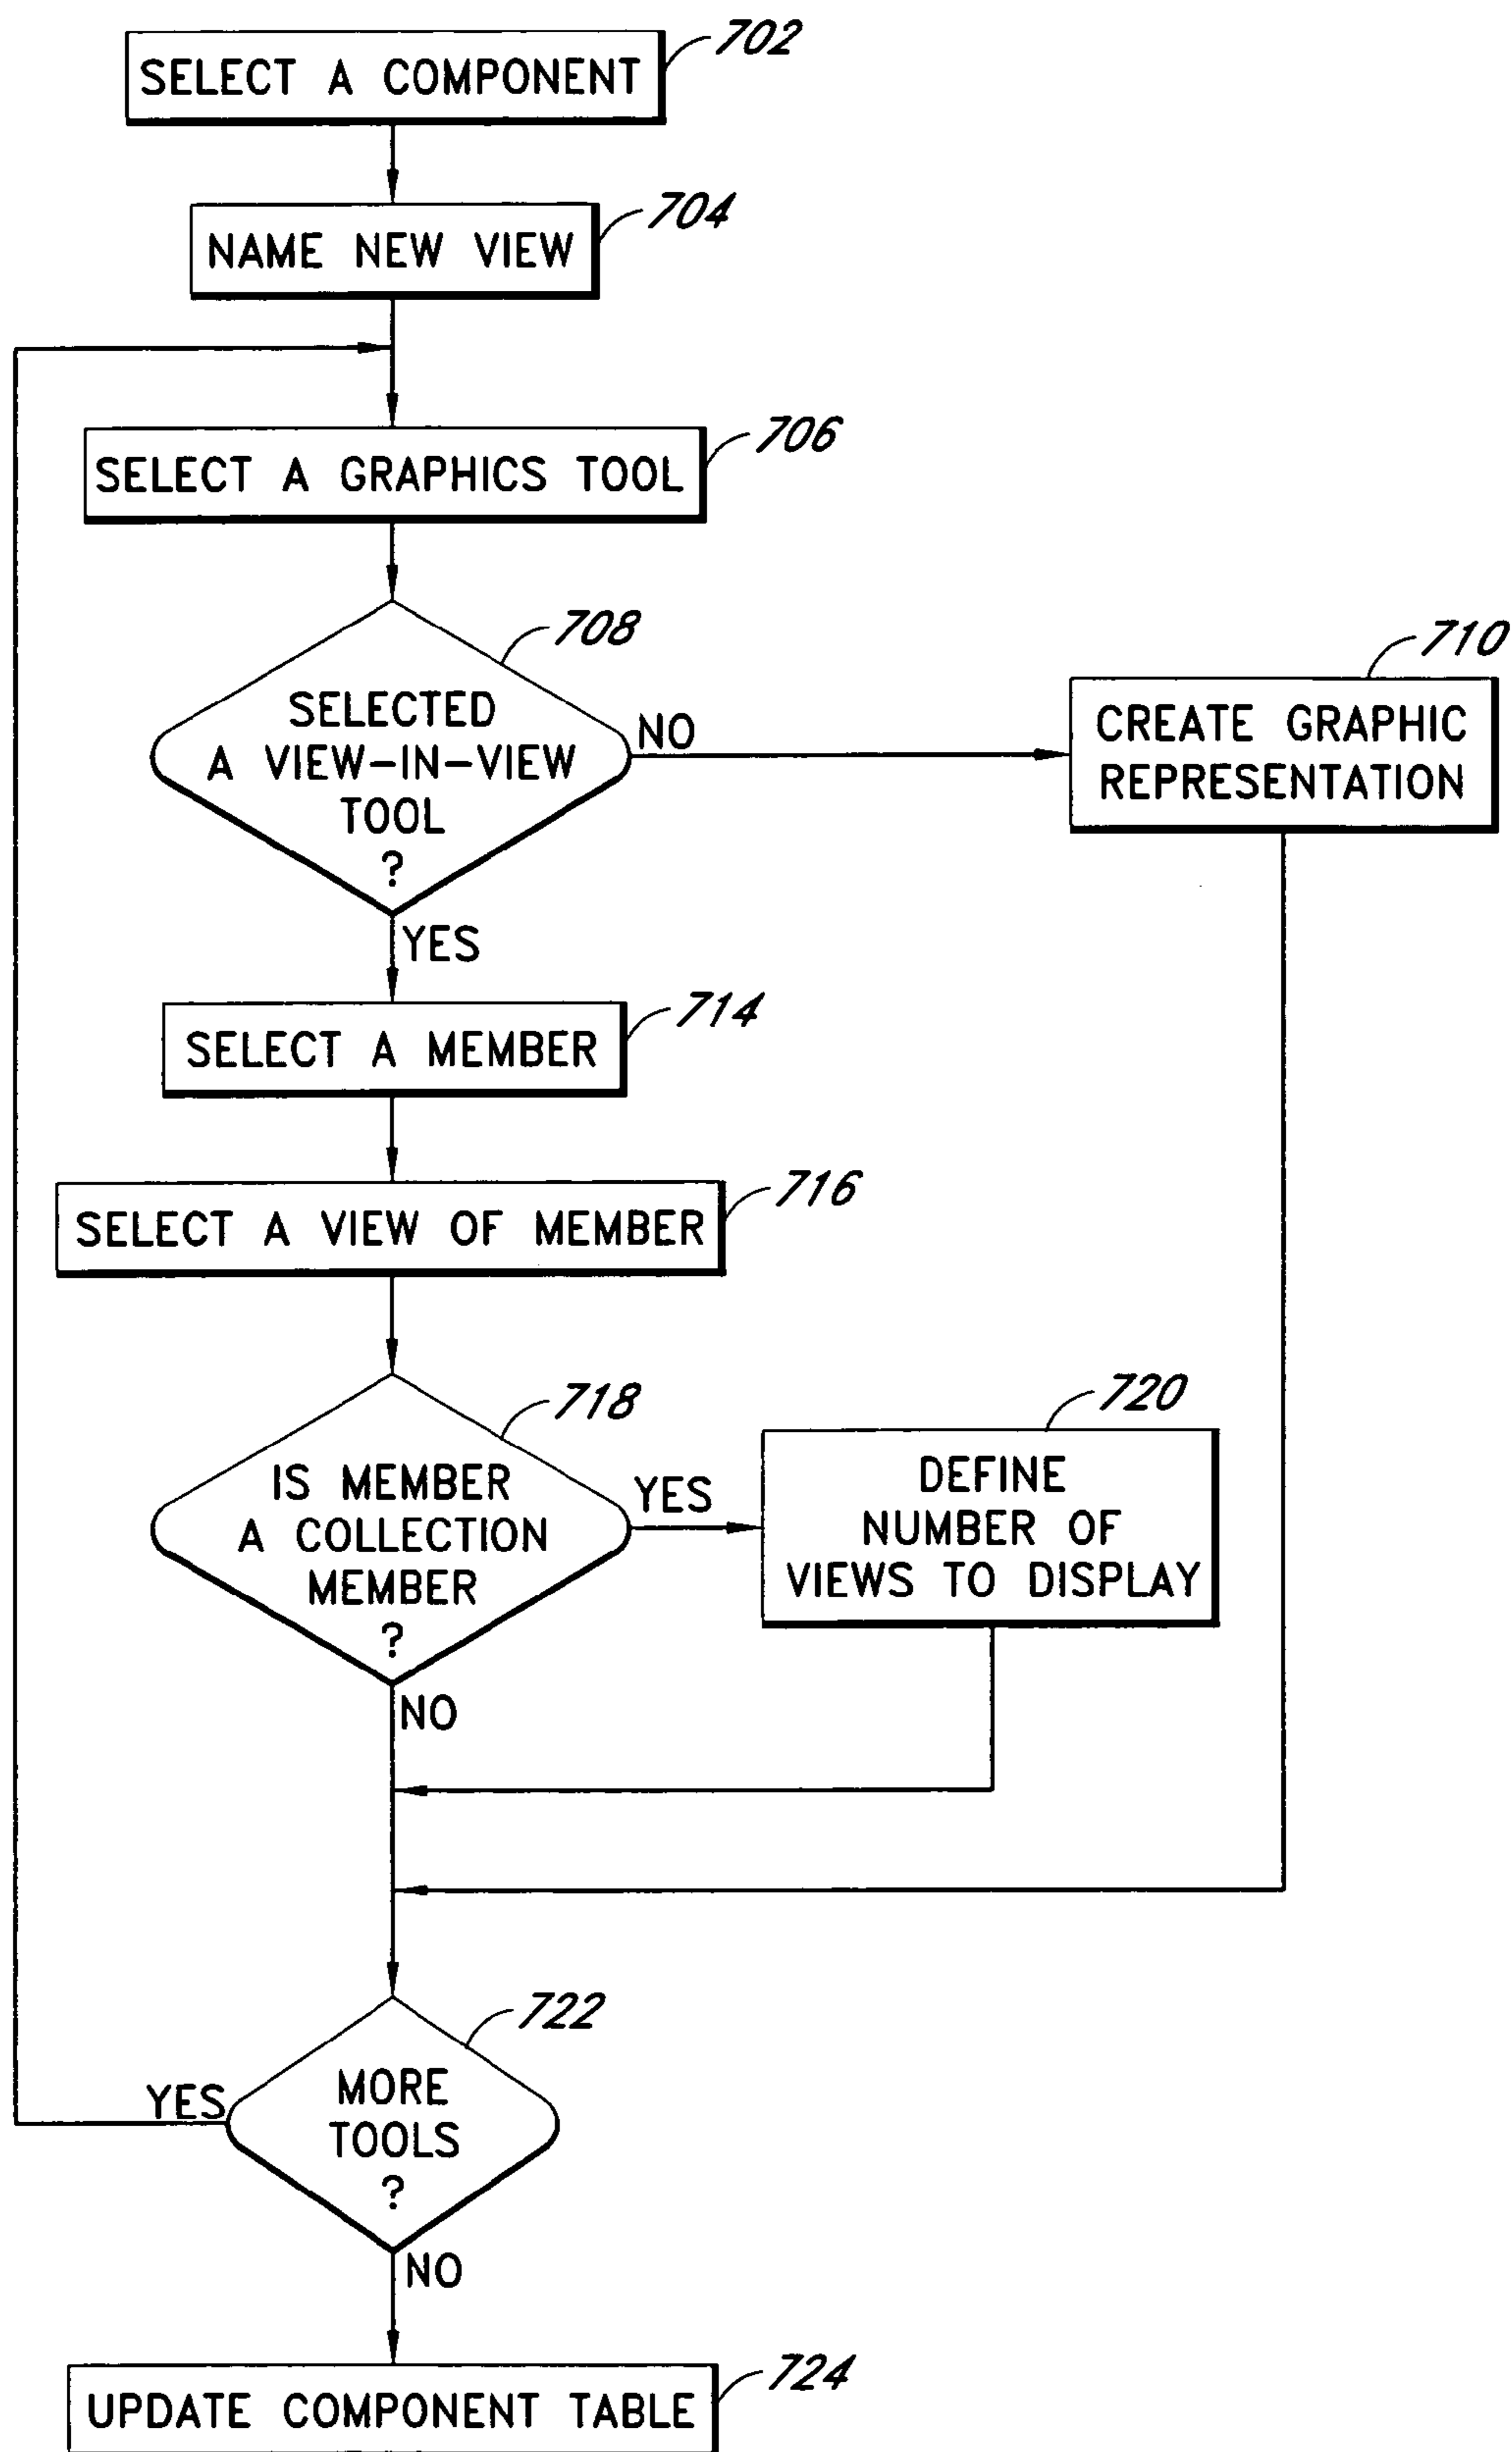 702
SELECT A COMPONENT
704
NAME NEW VIEW
706
SELECT A GRAPHICS TOOL
708
SELECTED
A VIEW-IN-VIEW
TOOL
?
NO
710
CREATE GRAPHIC
REPRESENTATION
YES
714
SELECT A MEMBER
716
SELECT A VIEW OF MEMBER
718
IS MEMBER
A COLLECTION
MEMBER
?
YES
720
DEFINE
NUMBER OF
VIEWS TO DISPLAY
NO
722
MORE
TOOLS
?
YES
NO
724
UPDATE COMPONENT TABLE